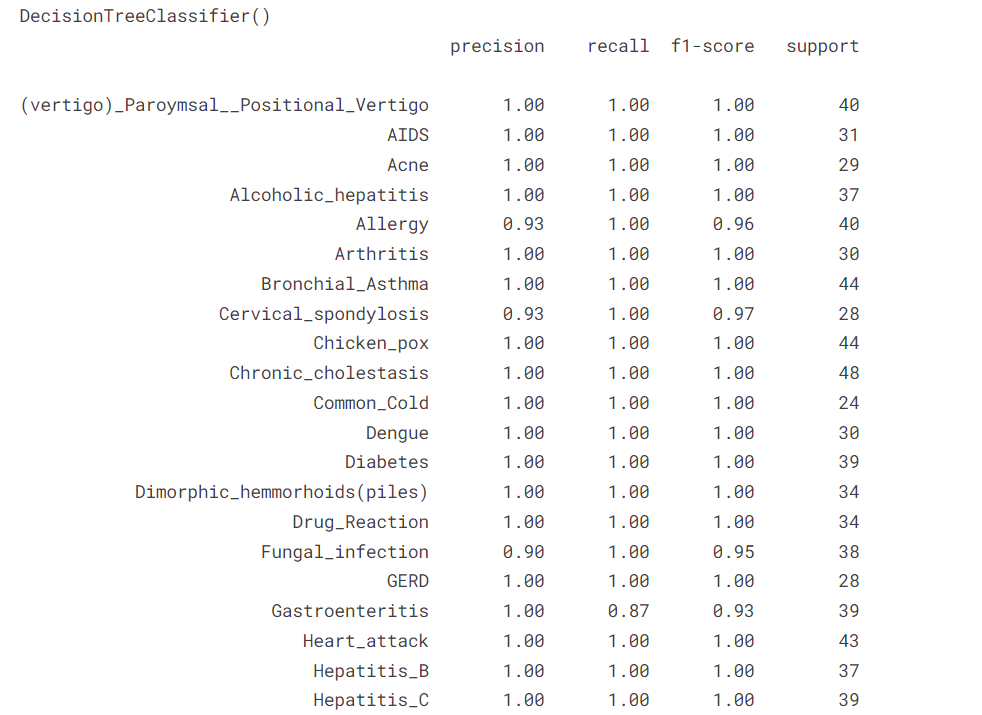 DecisionTreeClassifier()
precision recall f1-score support
(vertigo)_Paroymsal__Positional_Vertigo 1.00 1.00 1.00 40
AIDS 1.00 1.00 1.00 31
Acne 1.00 1.00 1.00 29
Alcoholic_hepatitis 1.00 1.00 1.00 37
Allergy 0.93 1.00 0.96 40
Arthritis 1.00 1.00 1.00 30
Bronchial_Asthma 1.00 1.00 1.00 44
Cervical_spondylosis 0.93 1.00 0.97 28
Chicken_pox 1.00 1.00 1.00 44
Chronic_cholestasis 1.00 1.00 1.00 48
Common_Cold 1.00 1.00 1.00 24
Dengue 1.00 1.00 1.00 30
Diabetes 1.00 1.00 1.00 39
Dimorphic_hemmorhoids(piles) 1.00 1.00 1.00 34
Drug_Reaction 1.00 1.00 1.00 34
Fungal_infection 0.90 1.00 0.95 38
GERD 1.00 1.00 1.00 28
Gastroenteritis 1.00 0.87 0.93 39
Heart_attack 1.00 1.00 1.00 43
Hepatitis_B 1.00 1.00 1.00 37
Hepatitis_C 1.00 1.00 1.00 39